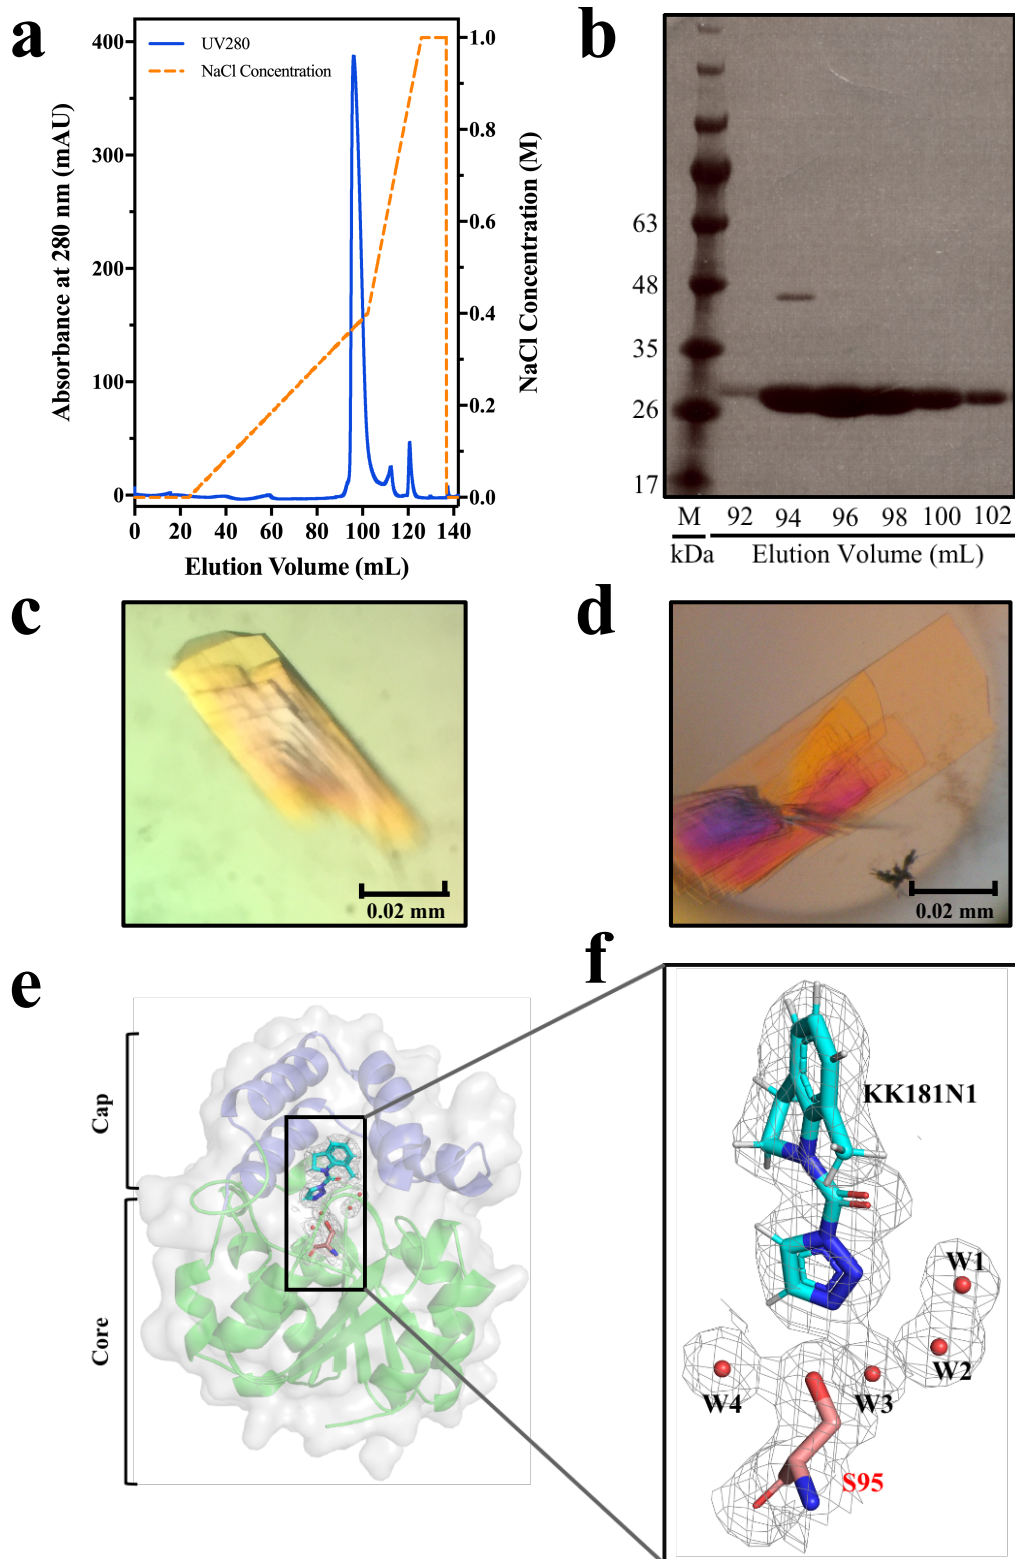 a
UV280
NaCl Concentration
400
300
200
100
0
Absorbance at 280 nm (mAU)
1.0
0.8
0.6
0.4
0.2
0.0
NaCl Concentration (M)
0 20 40 60 80 100 120 140
Elution Volume (mL)
b
63
48
35
26
17
M 92 94 96 98 100 102
kDa Elution Volume (mL)
c
0.02 mm
d
0.02 mm
e
Cap
Core
f
KK181N1
W1
W2
W3
W4
S95